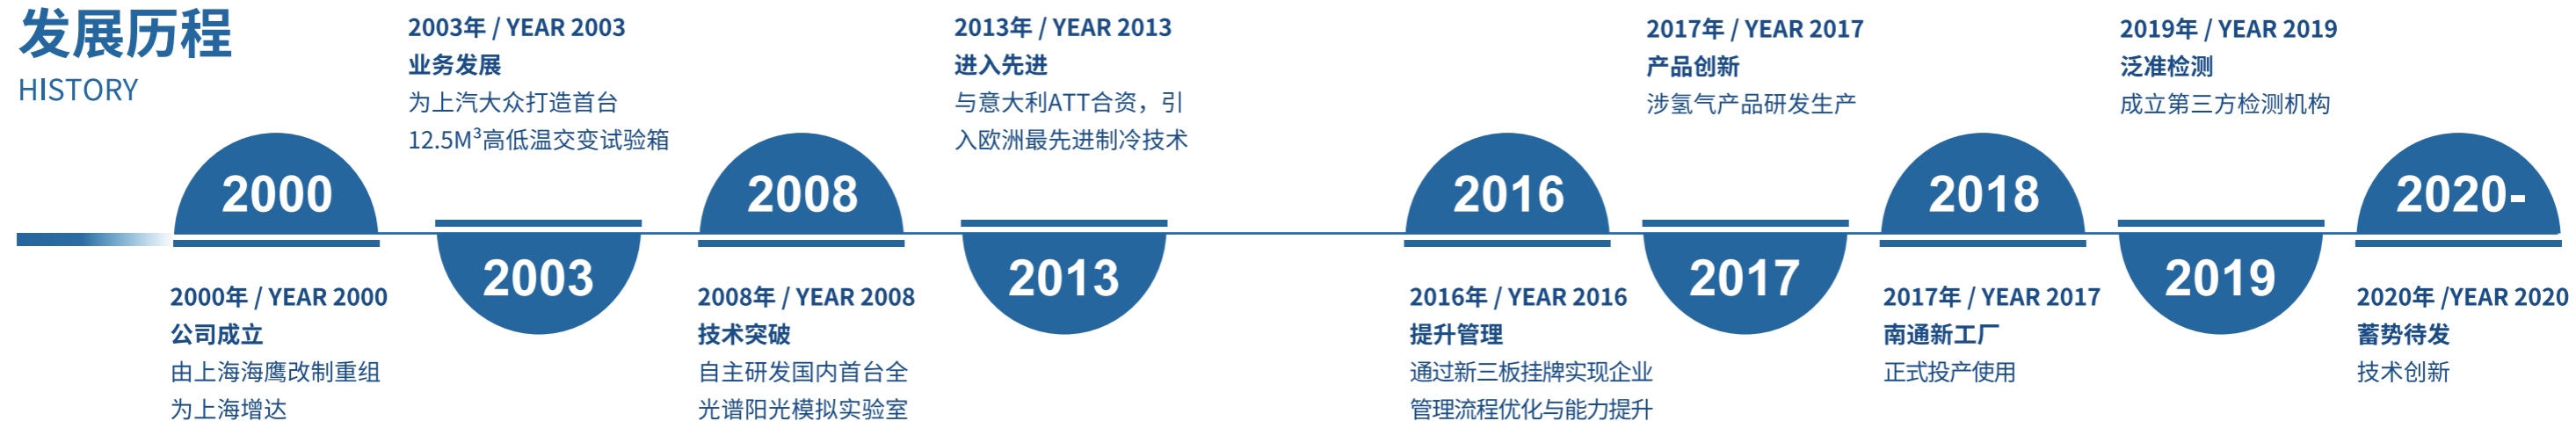 发展历程
HISTORY
2000
2000年 / YEAR 2000
公司成立
由上海海鹰改制重组
为上海增达
2003年 / YEAR 2003
业务发展
为上汽大众打造首台
12.5M³高低温交变试验箱
2003
2008
2008年 / YEAR 2008
技术突破
自主研发国内首台全
光谱阳光模拟实验室
2013年 / YEAR 2013
进入先进
与意大利ATT合资，引
入欧洲最先进制冷技术
2013
2016
2016年 / YEAR 2016
提升管理
通过新三板挂牌实现企业
管理流程优化与能力提升
2017年 / YEAR 2017
产品创新
涉氢气产品研发生产
2017
2018
2017年 / YEAR 2017
南通新工厂
正式投产使用
2019年 / YEAR 2019
泛准检测
成立第三方检测机构
2019
2020-
2020年 /YEAR 2020
蓄势待发
技术创新